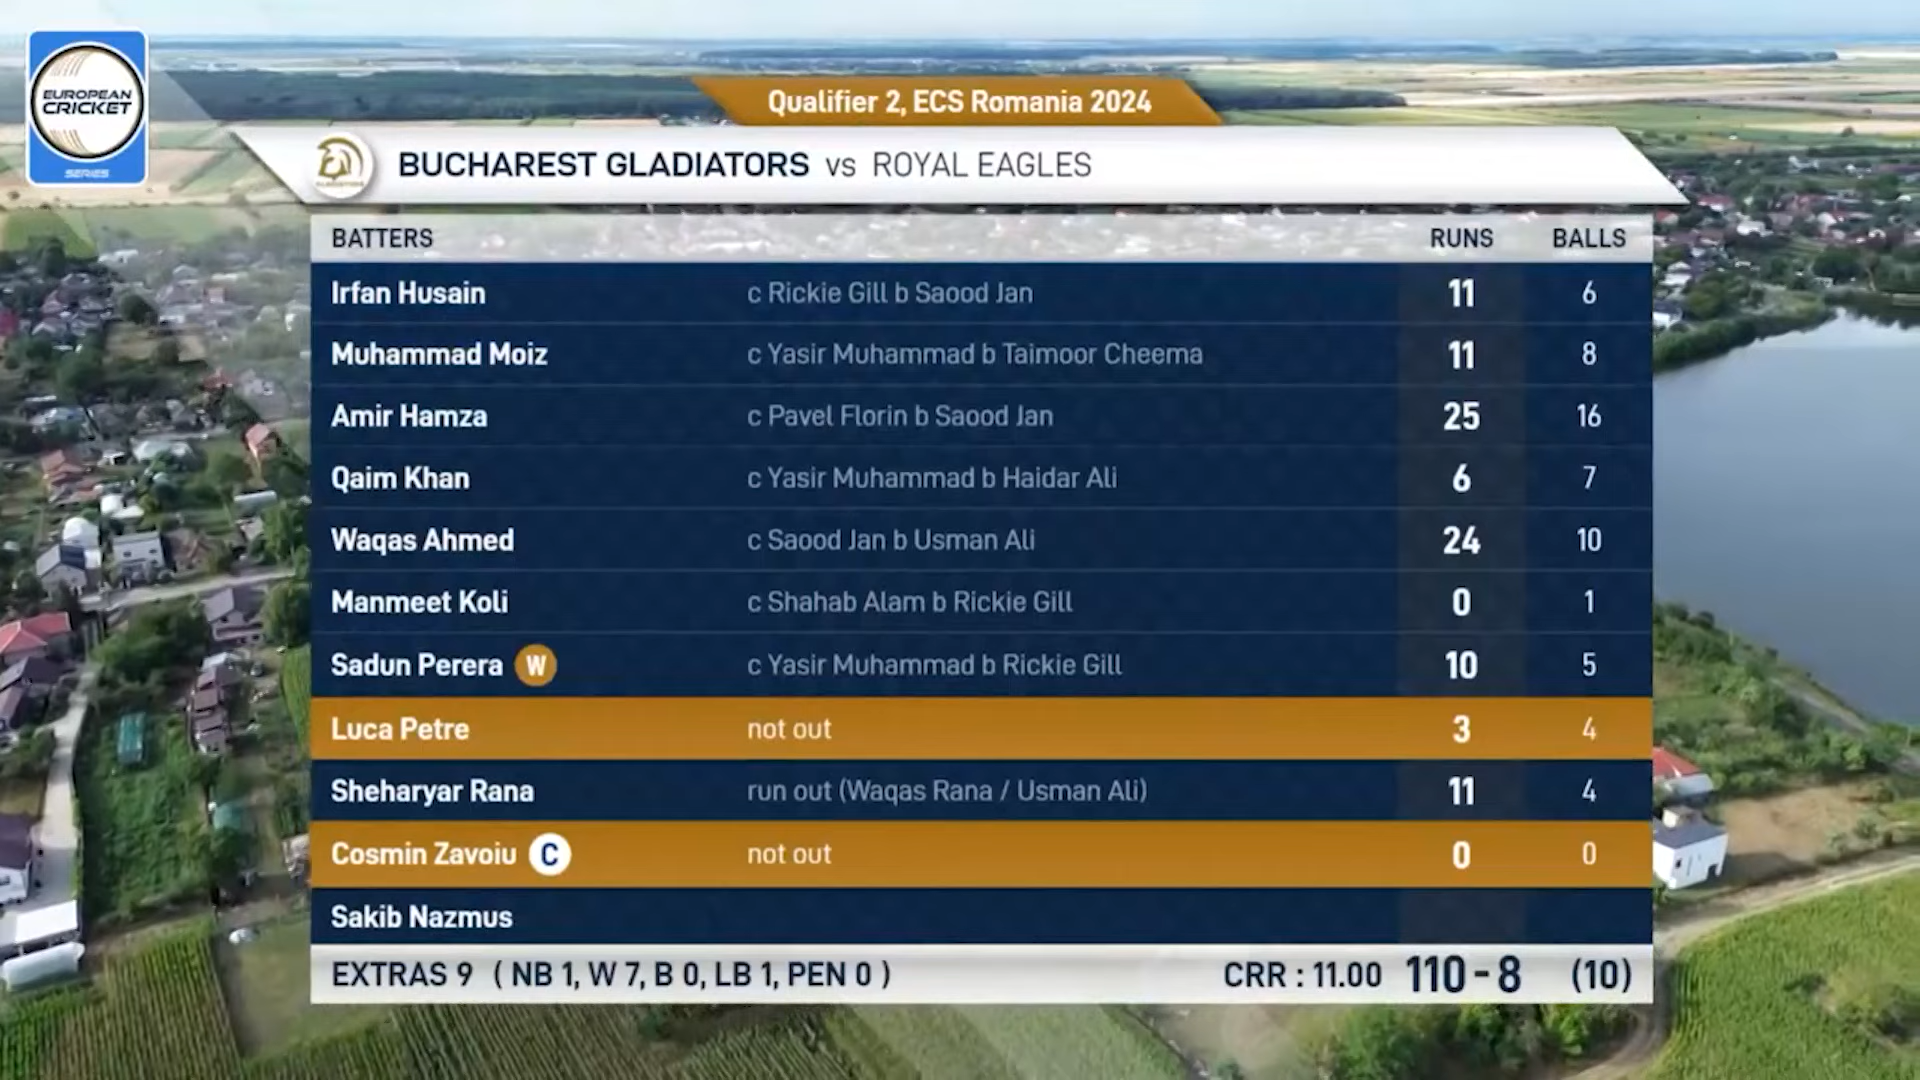 EUROPEAN
CRICKET
SERIES
Qualifier 2, ECS Romania 2024
BUCHAREST GLADIATORS vs ROYAL EAGLES
BATTERS RUNS BALLS
Irfan Husain c Rickie Gill b Saood Jan 11 6
Muhammad Moiz c Yasir Muhammad b Taimoor Cheema 11 8
Amir Hamza c Pavel Florin b Saood Jan 25 16
Qaim Khan c Yasir Muhammad b Haidar Ali 6 7
Waqas Ahmed c Saood Jan b Usman Ali 24 10
Manmeet Koli c Shahab Alam b Rickie Gill 0 1
Sadun Perera W c Yasir Muhammad b Rickie Gill 10 5
Luca Petre not out 3 4
Sheharyar Rana run out (Waqas Rana / Usman Ali) 11 4
Cosmin Zavoiu C not out 0 0
Sakib Nazmus
EXTRAS 9 ( NB 1, W 7, B 0, LB 1, PEN 0 ) CRR : 11.00 110 - 8 (10)